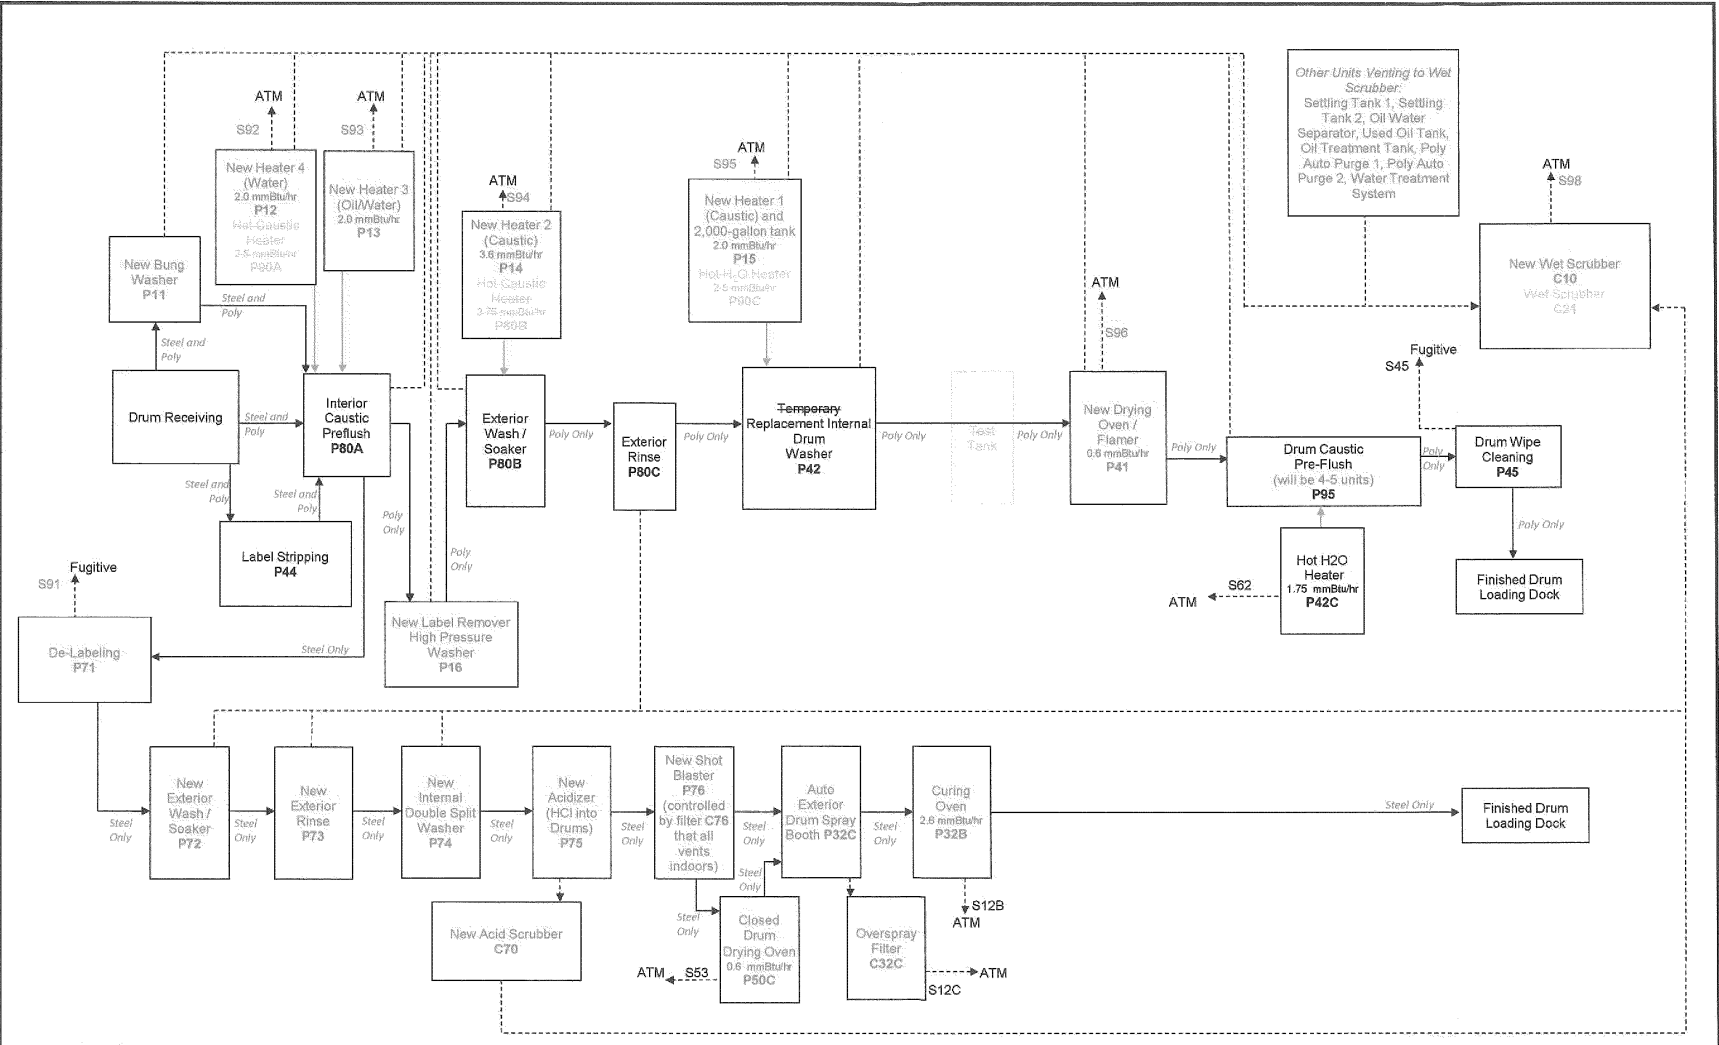 Other Units Venting to Wet
Scrubber:
Settling Tank 1, Settling
Tank 2, Oil Water
Separator, Used Oil Tank,
Oil Treatment Tank, Poly
Auto Purge 1, Poly Auto
Purge 2, Water Treatment
System
ATM
S92
ATM
S93
New Heater 4
(Water)
2.0 mmBtu/hr
P12
Hot Caustic
Heater
2.5 mmBtu/hr
P80A
New Heater 3
(Oil/Water)
2.0 mmBtu/hr
P13
ATM
S94
New Heater 2
(Caustic)
3.6 mmBtu/hr
P14
Hot Caustic
Heater
3.75 mmBtu/hr
P80B
ATM
S95
New Heater 1
(Caustic) and
2,000-gallon tank
2.0 mmBtu/hr
P15
Hot H2O Heater
2.5 mmBtu/hr
P90C
ATM
S96
ATM
S98
New Wet Scrubber
C10
Wet Scrubber
C21
New Bung
Washer
P11
Steel and
Poly
Steel and
Poly
Drum Receiving
Steel and
Poly
Interior
Caustic
Preflush
P80A
Exterior
Wash /
Soaker
P80B
Poly Only
Exterior
Rinse
P80C
Poly Only
Temporary
Replacement Internal
Drum
Washer
P42
Poly Only
Test
Tank
Poly Only
New Drying
Oven /
Flamer
0.6 mmBtu/hr
P41
Poly Only
Drum Caustic
Pre-Flush
(will be 4-5 units)
P95
Poly
Only
Fugitive
S45
Drum Wipe
Cleaning
P45
Poly Only
Finished Drum
Loading Dock
Hot H2O
Heater
1.75 mmBtu/hr
P42C
S62
ATM
Steel and
Poly
Steel and
Poly
Label Stripping
P44
Poly
Only
Poly
Only
New Label Remover
High Pressure
Washer
P16
Fugitive
S91
De-Labeling
P71
Steel Only
Steel
Only
New
Exterior
Wash /
Soaker
P72
Steel
Only
New
Exterior
Rinse
P73
Steel
Only
New
Internal
Double Split
Washer
P74
Steel
Only
New
Acidizer
(HCl into
Drums)
P75
Steel
Only
New Shot
Blaster
P76
(controlled
by filter C76
that all
vents
indoors)
Steel
Only
Auto
Exterior
Drum Spray
Booth P32C
Steel
Only
Curing
Oven
2.6 mmBtu/hr
P32B
Steel Only
Finished Drum
Loading Dock
New Acid Scrubber
C70
Steel
Only
Steel
Only
Closed
Drum
Drying Oven
0.6 mmBtu/hr
P50C
S53
ATM
Overspray
Filter
C32C
S12C
ATM
S12B
ATM